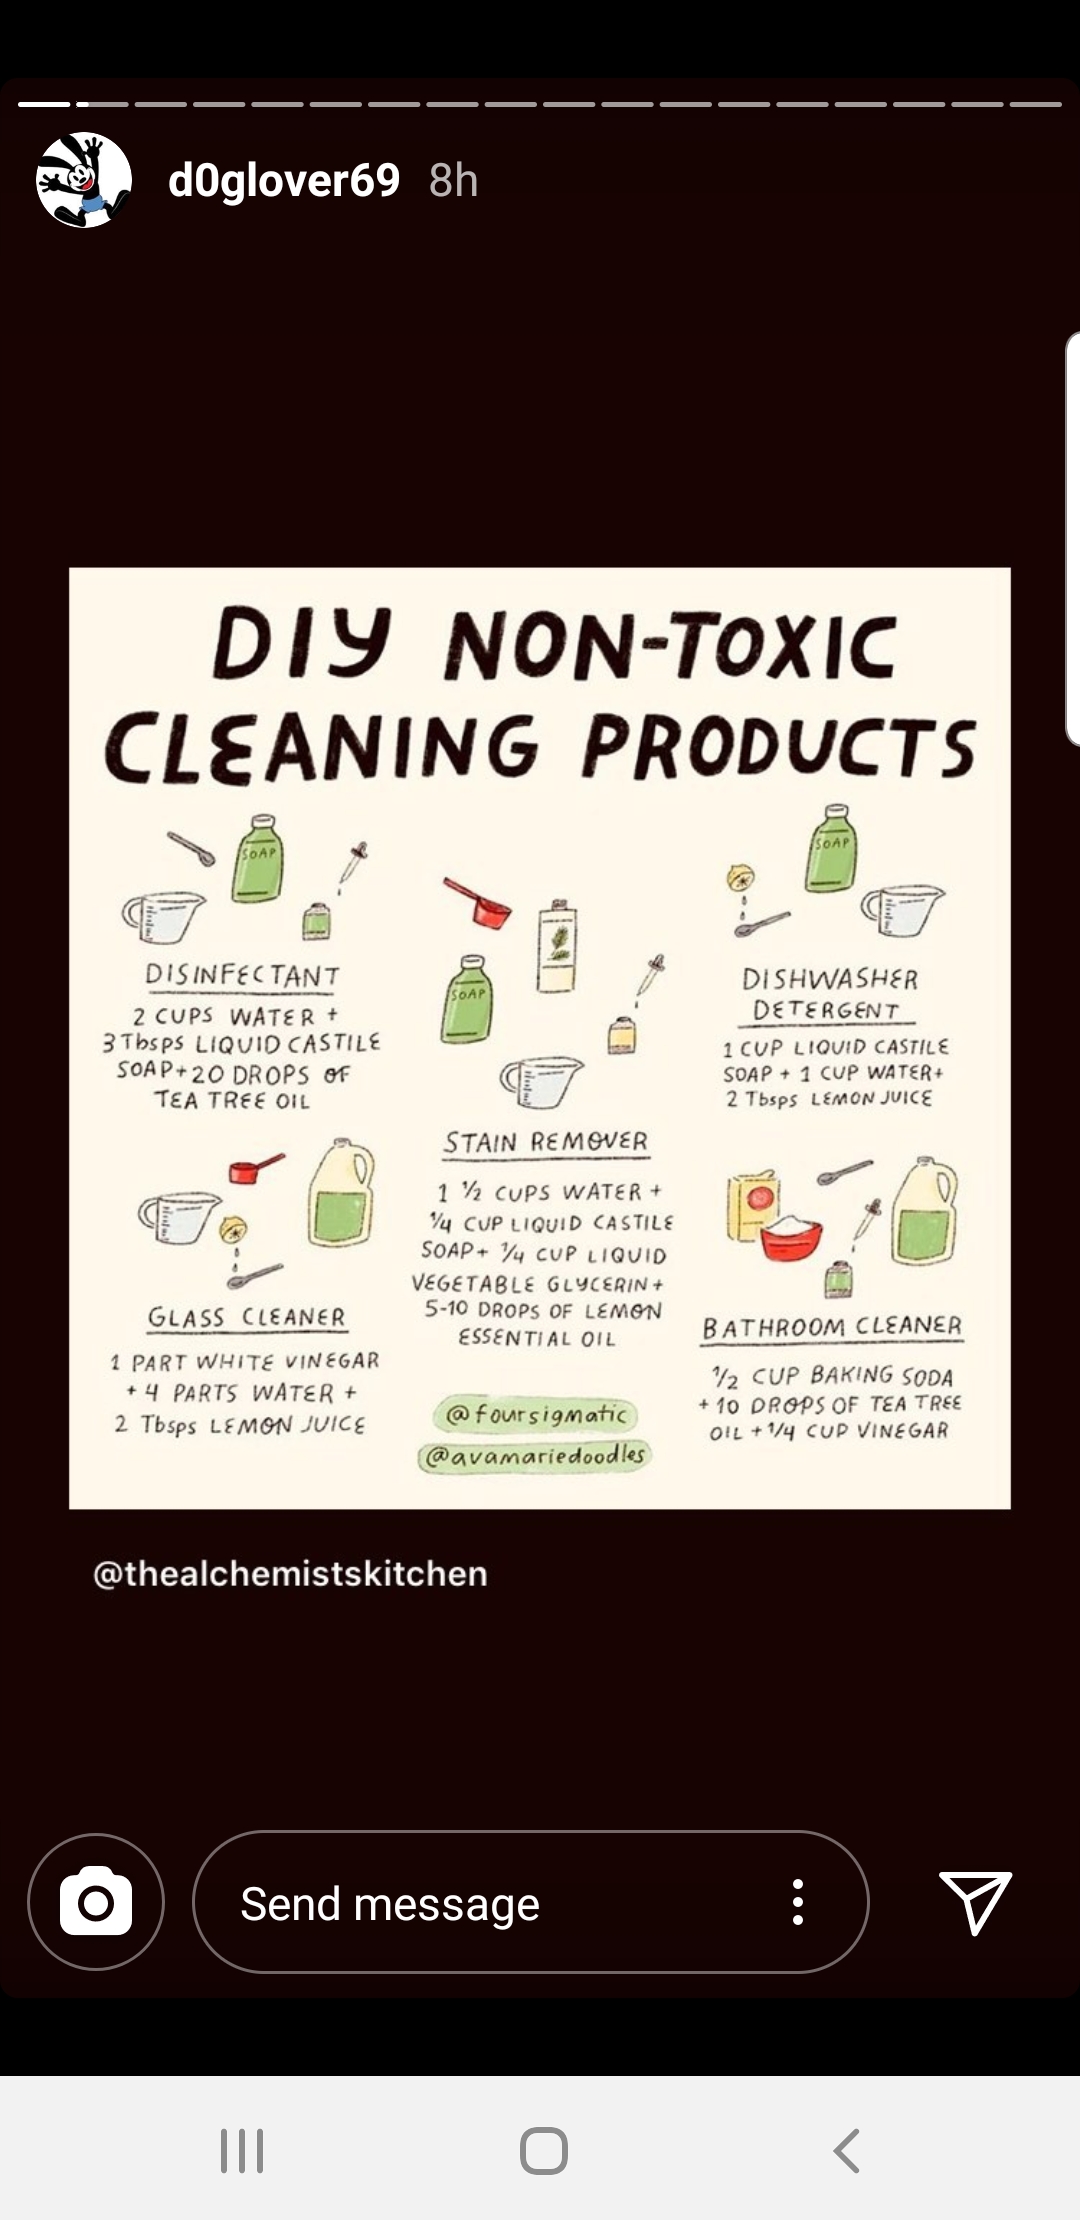 d0glover69 8h
DIY NON-TOXIC
CLEANING PRODUCTS
SOAP
DISINFECTANT
2 CUPS WATER +
3 Tbsps LIQUID CASTILE
SOAP+20 DROPS OF
TEA TREE OIL
SOAP
STAIN REMOVER
1 ½ CUPS WATER +
¼ CUP LIQUID CASTILE
SOAP+ ¼ CUP LIQUID
VEGETABLE GLYCERIN+
5-10 DROPS OF LEMON
ESSENTIAL OIL
SOAP
DISHWASHER
DETERGENT
1 CUP LIQUID CASTILE
SOAP + 1 CUP WATER+
2 Tbsps LEMON JUICE
GLASS CLEANER
1 PART WHITE VINEGAR
+ 4 PARTS WATER +
2 Tbsps LEMON JUICE
BATHROOM CLEANER
½ CUP BAKING SODA
+ 10 DROPS OF TEA TREE
OIL + ¼ CUP VINEGAR
@foursigmatic
@avamariedoodles
@thealchemistskitchen
Send message